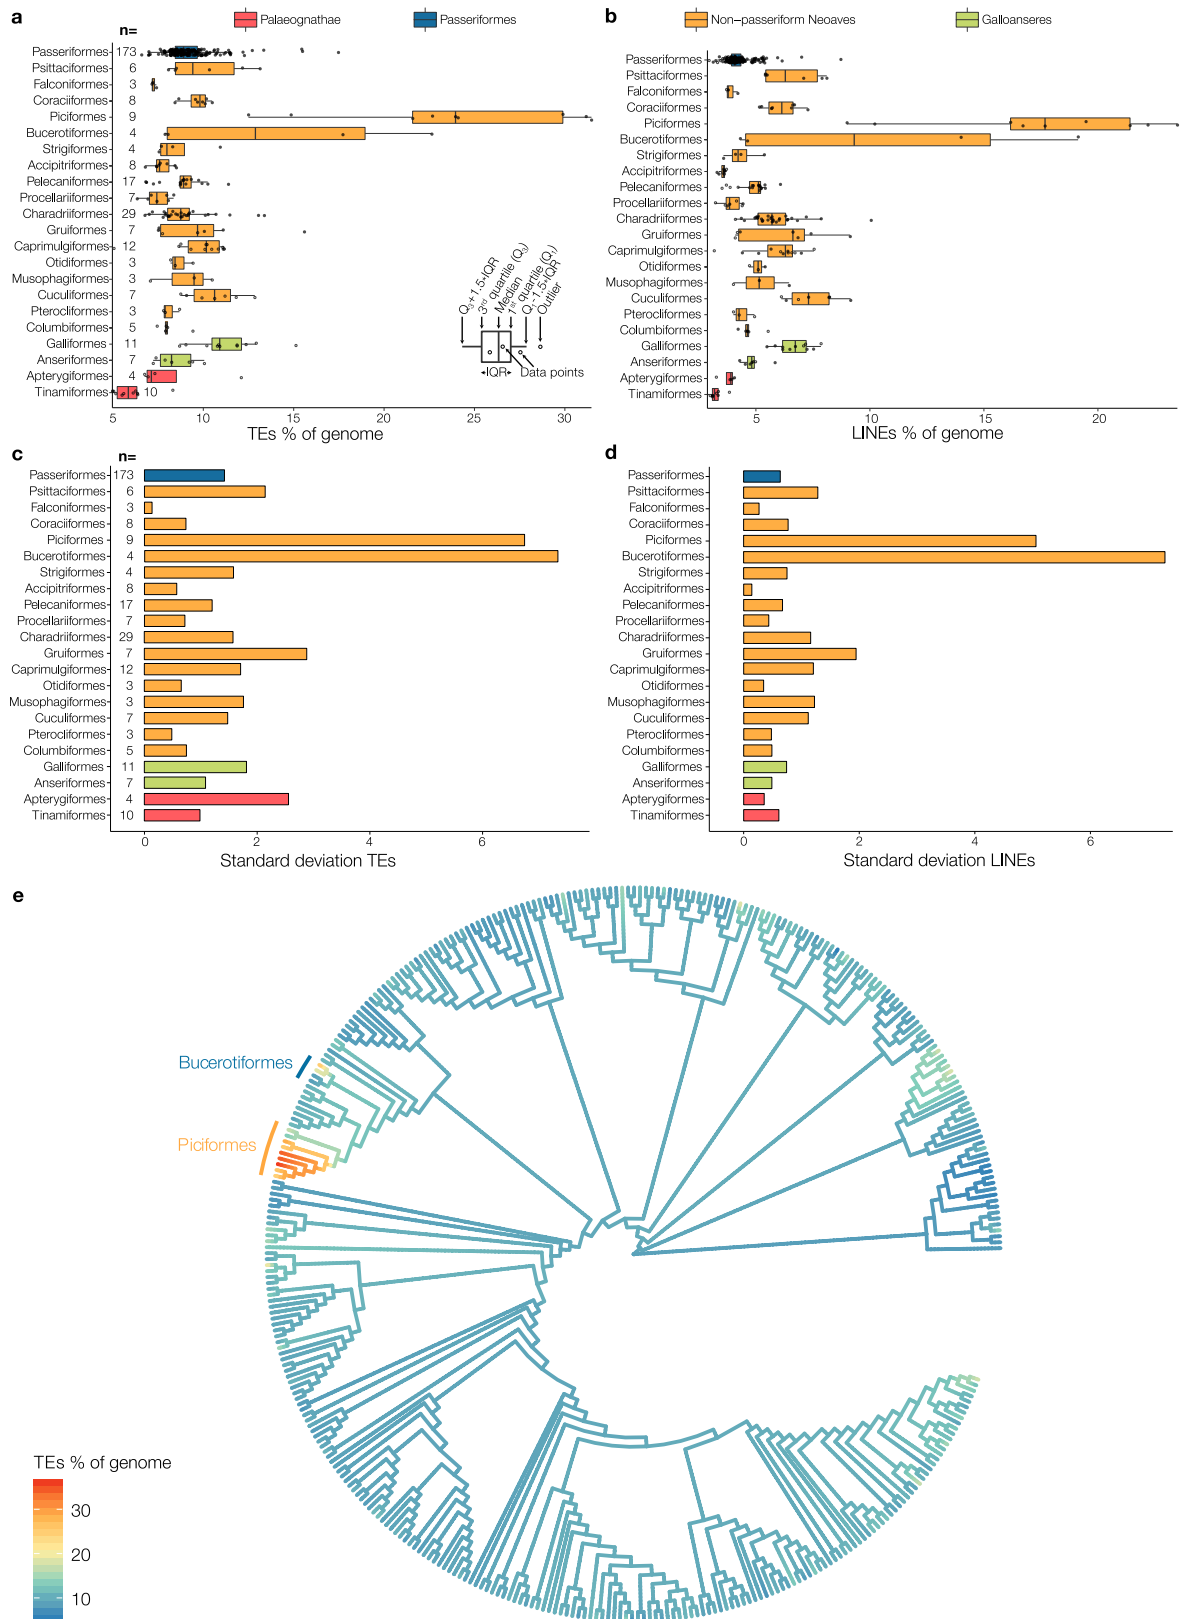 a
n=
Palaeognathae
Passeriformes
Passeriformes 173
Psittaciformes 6
Falconiformes 3
Coraciiformes 8
Piciformes 9
Bucerotiformes 4
Strigiformes 4
Accipitriformes 8
Pelecaniformes 17
Procellariiformes 7
Charadriiformes 29
Gruiformes 7
Caprimulgiformes 12
Otidiformes 3
Musophagiformes 3
Cuculiformes 7
Pterocliformes 3
Columbiformes 5
Galliformes 11
Anseriformes 7
Apterygiformes 4
Tinamiformes 10
Q3+1.5*IQR
3rd quartile (Q3)
Median
1st quartile (Q1)
Q1-1.5*IQR
Outlier
IQR
Data points
5 10 15 20 25 30
TEs % of genome
b
Non-passeriform Neoaves
Galloanseres
Passeriformes
Psittaciformes
Falconiformes
Coraciiformes
Piciformes
Bucerotiformes
Strigiformes
Accipitriformes
Pelecaniformes
Procellariiformes
Charadriiformes
Gruiformes
Caprimulgiformes
Otidiformes
Musophagiformes
Cuculiformes
Pterocliformes
Columbiformes
Galliformes
Anseriformes
Apterygiformes
Tinamiformes
5 10 15 20
LINEs % of genome
c
n=
Passeriformes 173
Psittaciformes 6
Falconiformes 3
Coraciiformes 8
Piciformes 9
Bucerotiformes 4
Strigiformes 4
Accipitriformes 8
Pelecaniformes 17
Procellariiformes 7
Charadriiformes 29
Gruiformes 7
Caprimulgiformes 12
Otidiformes 3
Musophagiformes 3
Cuculiformes 7
Pterocliformes 3
Columbiformes 5
Galliformes 11
Anseriformes 7
Apterygiformes 4
Tinamiformes 10
0 2 4 6
Standard deviation TEs
d
Passeriformes
Psittaciformes
Falconiformes
Coraciiformes
Piciformes
Bucerotiformes
Strigiformes
Accipitriformes
Pelecaniformes
Procellariiformes
Charadriiformes
Gruiformes
Caprimulgiformes
Otidiformes
Musophagiformes
Cuculiformes
Pterocliformes
Columbiformes
Galliformes
Anseriformes
Apterygiformes
Tinamiformes
0 2 4 6
Standard deviation LINEs
e
Bucerotiformes
Piciformes
TEs % of genome
30
20
10